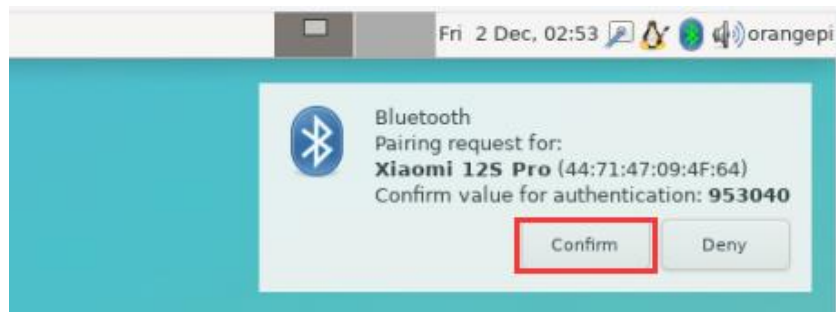 Fri 2 Dec, 02:53 orangepi
Bluetooth
Pairing request for:
Xiaomi 12S Pro (44:71:47:09:4F:64)
Confirm value for authentication: 953040
Confirm Deny